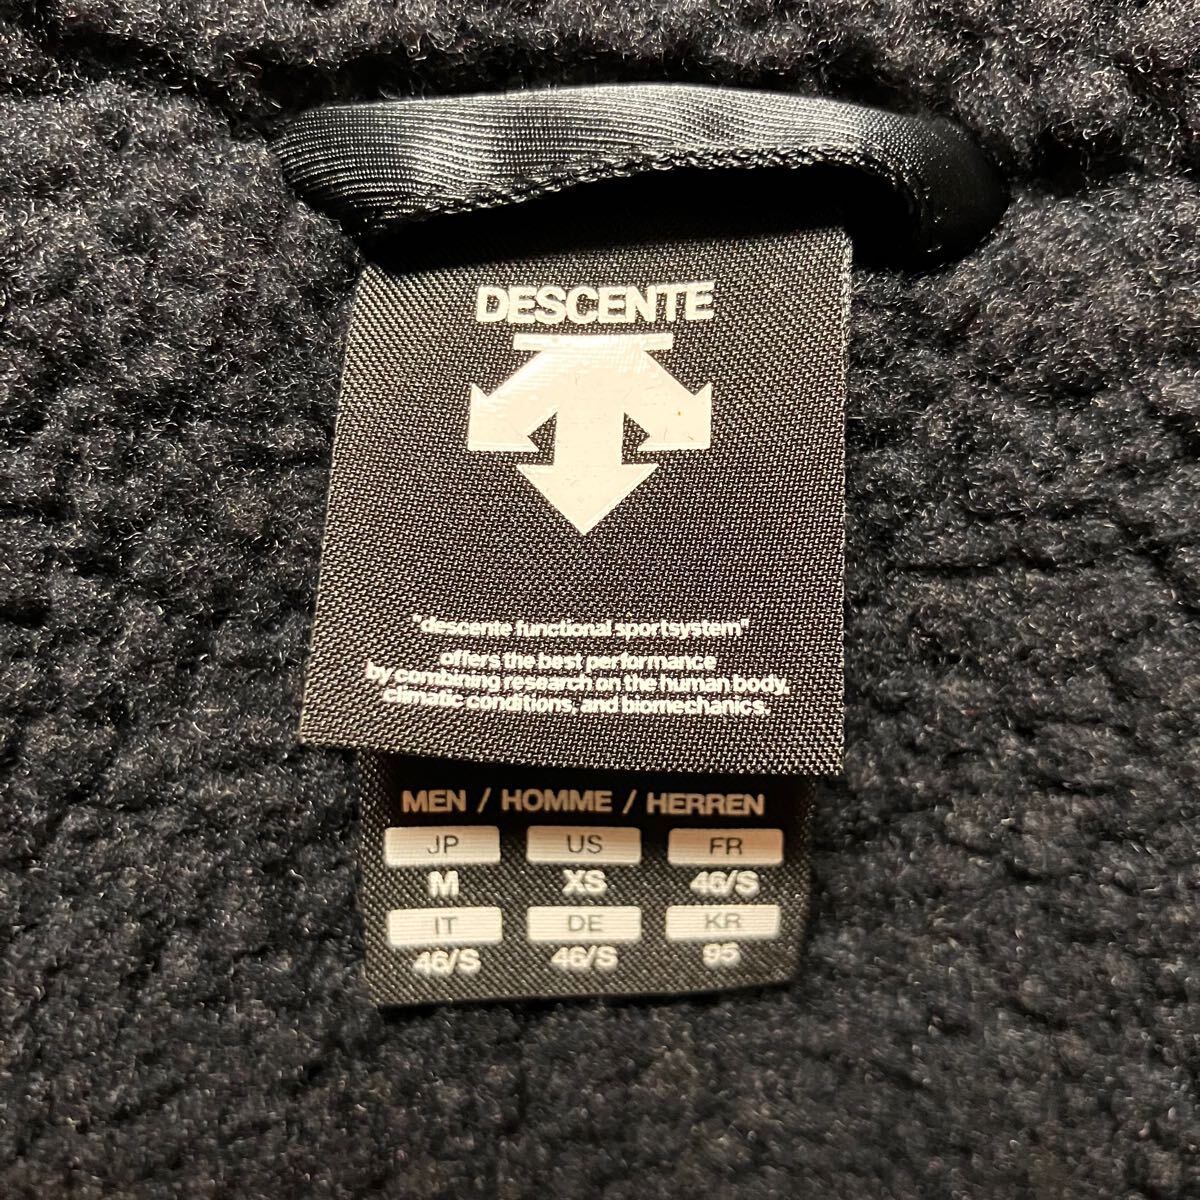 DESCENTE
"descente functional sportsystem"
offers the best performance
by combining research on the human body,
climatic conditions, and biomechanics.
MEN / HOMME / HERREN
JP US FR
M XS 46/S
IT DE KR
46/S 46/S 95